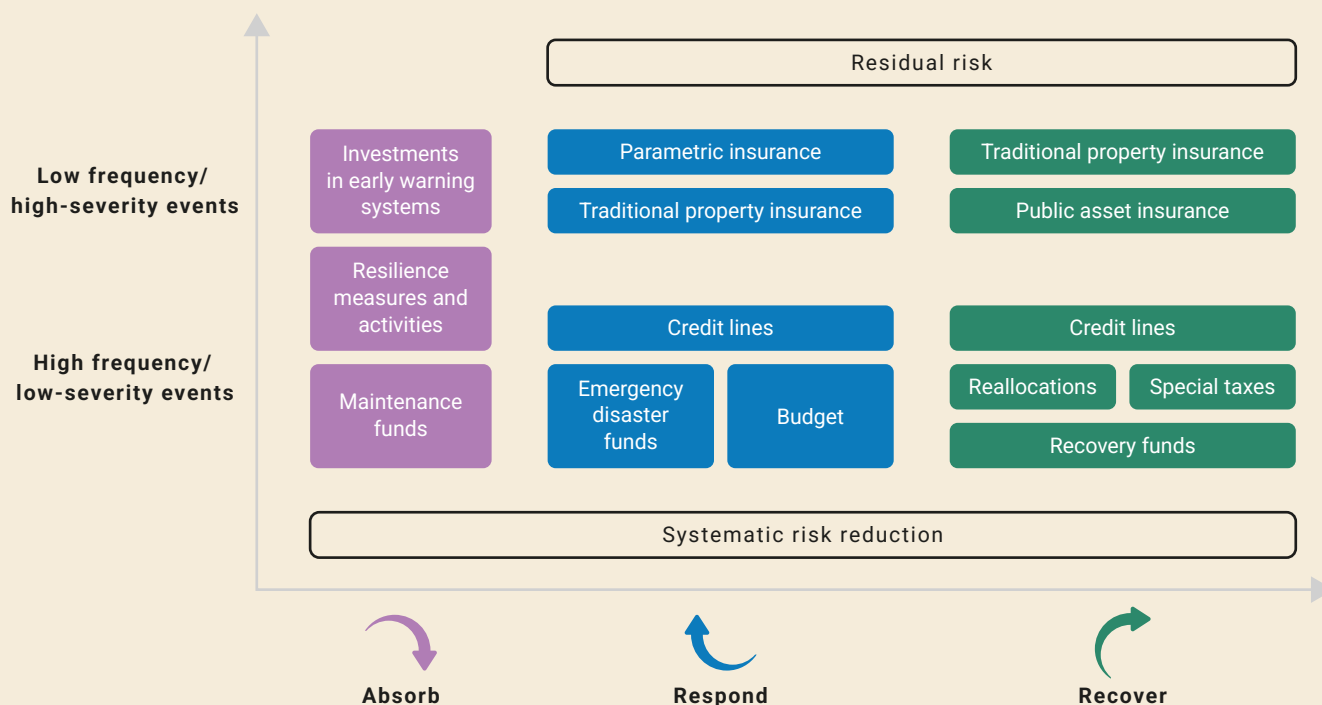 Residual risk
Low frequency/
high-severity events
Investments
in early warning
systems
Parametric insurance
Traditional property insurance
Traditional property insurance
Public asset insurance
High frequency/
low-severity events
Resilience
measures and
activities
Maintenance
funds
Credit lines
Emergency
disaster
funds
Budget
Credit lines
Reallocations
Special taxes
Recovery funds
Systematic risk reduction
Absorb
Respond
Recover